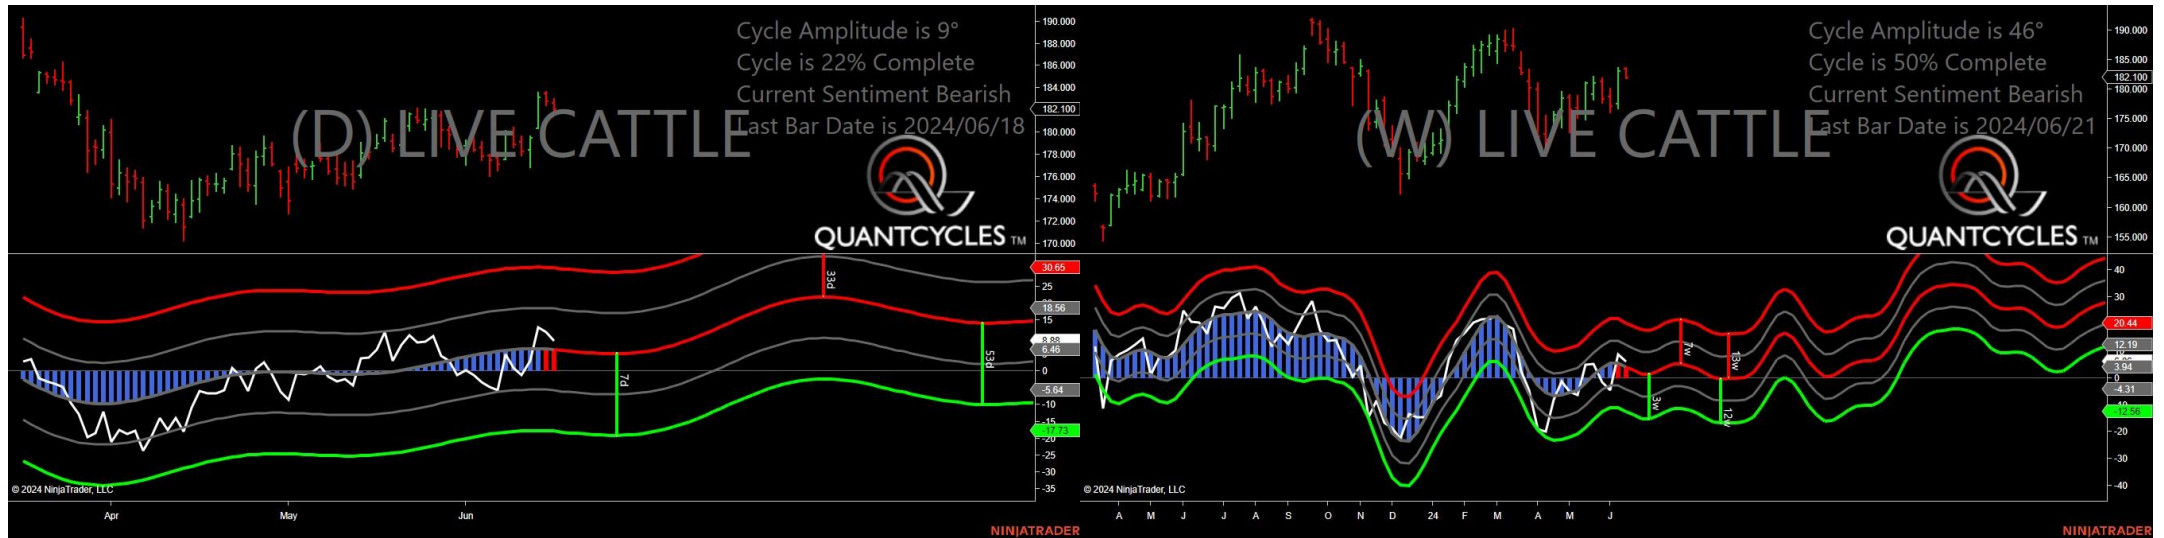 Cycle Amplitude is 9°
Cycle is 22% Complete
Current Sentiment Bearish
Last Bar Date is 2024/06/18
(D) LIVE CATTLE
QUANTCYCLES TM
190.000
188.000
186.000
184.000
182.100
180.000
178.000
176.000
174.000
172.000
170.000
30.65
25
18.56
15
8.88
6.46
0
-5.64
-10
-17.73
-20
-25
-30
-35
33d
7d
53d
© 2024 NinjaTrader, LLC
Apr May Jun
NINJATRADER
Cycle Amplitude is 46°
Cycle is 50% Complete
Current Sentiment Bearish
Last Bar Date is 2024/06/21
(W) LIVE CATTLE
QUANTCYCLES TM
190.000
185.000
182.100
180.000
175.000
170.000
165.000
160.000
155.000
40
30
20.44
12.19
3.94
0
-4.31
-12.56
-20
-30
-40
7w
13w
3w
12w
© 2024 NinjaTrader, LLC
A M J J A S O N D 24 F M A M J
NINJATRADER